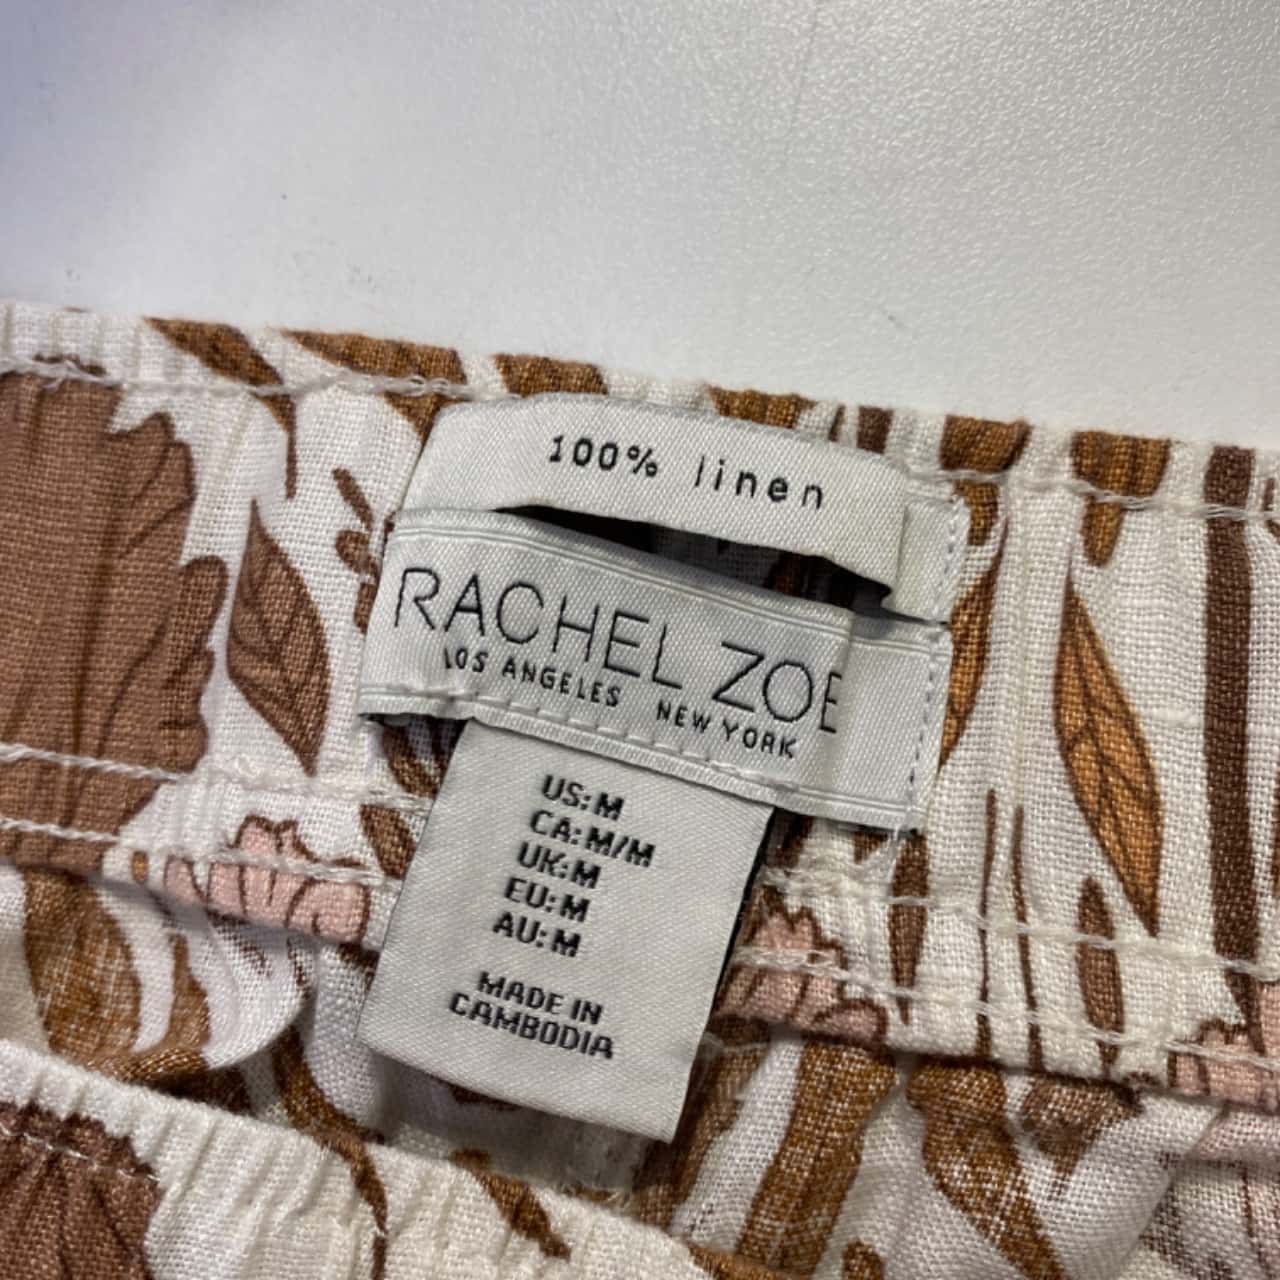 100% linen
RACHEL ZOE
LOS ANGELES NEW YORK
US: M
CA: M/M
UK: M
EU: M
AU: M
MADE IN
CAMBODIA